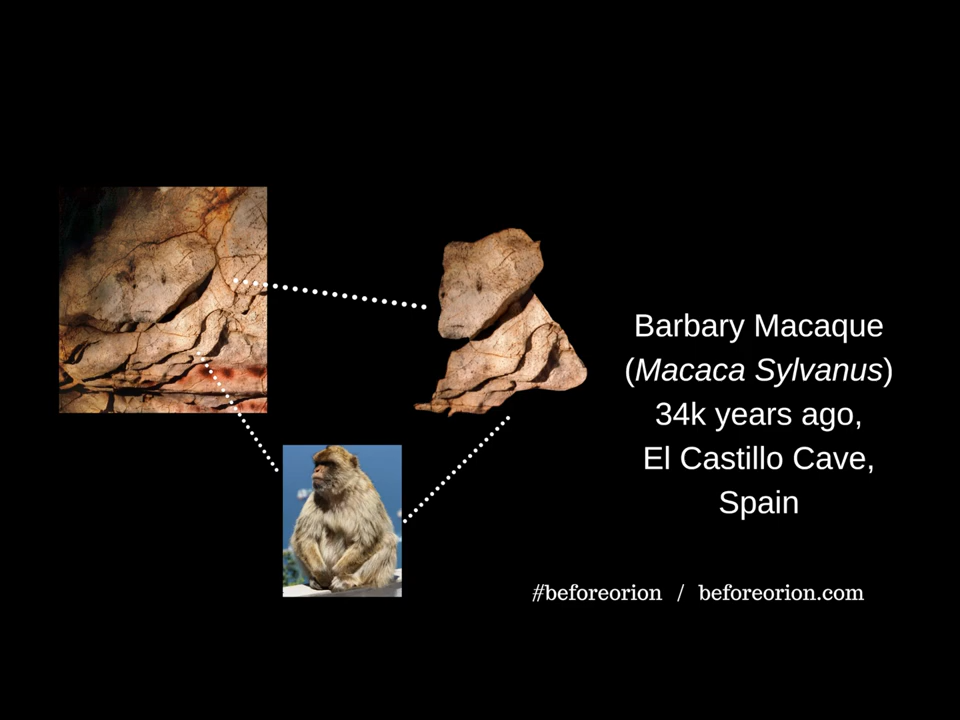 Barbary Macaque
(Macaca Sylvanus)
34k years ago,
El Castillo Cave,
Spain
#beforeorion / beforeorion.com